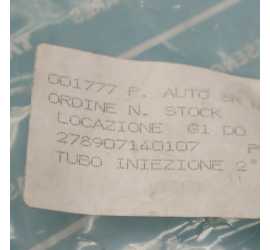 001777 F. AUTO
ORDINE N. STOCK
LOCAZIONE G1 DO
278907140107 P
TUBO INIEZIONE 2°